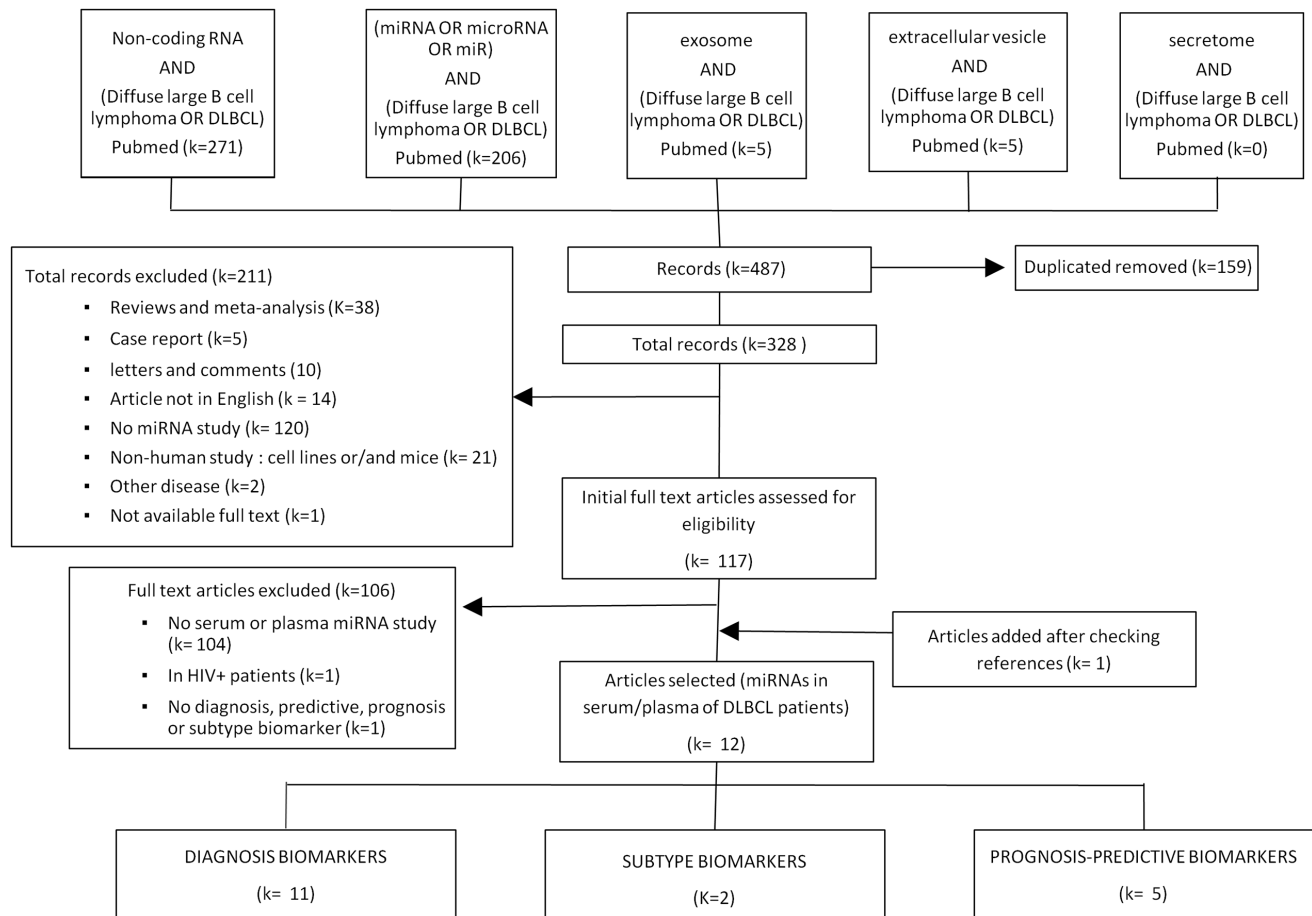 Non-coding RNA
AND
(Diffuse large B cell
lymphoma OR DLBCL)
Pubmed (k=271)
(miRNA OR microRNA
OR miR)
AND
(Diffuse large B cell
lymphoma OR DLBCL)
Pubmed (k=206)
exosome
AND
(Diffuse large B cell
lymphoma OR DLBCL)
Pubmed (k=5)
extracellular vesicle
AND
(Diffuse large B cell
lymphoma OR DLBCL)
Pubmed (k=5)
secretome
AND
(Diffuse large B cell
lymphoma OR DLBCL)
Pubmed (k=0)
Records (k=487)
Duplicated removed (k=159)
Total records (k=328 )
Total records excluded (k=211)
▪ Reviews and meta-analysis (K=38)
▪ Case report (k=5)
▪ letters and comments (10)
▪ Article not in English (k = 14)
▪ No miRNA study (k= 120)
▪ Non-human study : cell lines or/and mice (k= 21)
▪ Other disease (k=2)
▪ Not available full text (k=1)
Initial full text articles assessed for
eligibility
(k= 117)
Full text articles excluded (k=106)
▪ No serum or plasma miRNA study
(k= 104)
▪ In HIV+ patients (k=1)
▪ No diagnosis, predictive, prognosis
or subtype biomarker (k=1)
Articles added after checking
references (k= 1)
Articles selected (miRNAs in
serum/plasma of DLBCL patients)
(k= 12)
DIAGNOSIS BIOMARKERS
(k= 11)
SUBTYPE BIOMARKERS
(K=2)
PROGNOSIS-PREDICTIVE BIOMARKERS
(k= 5)